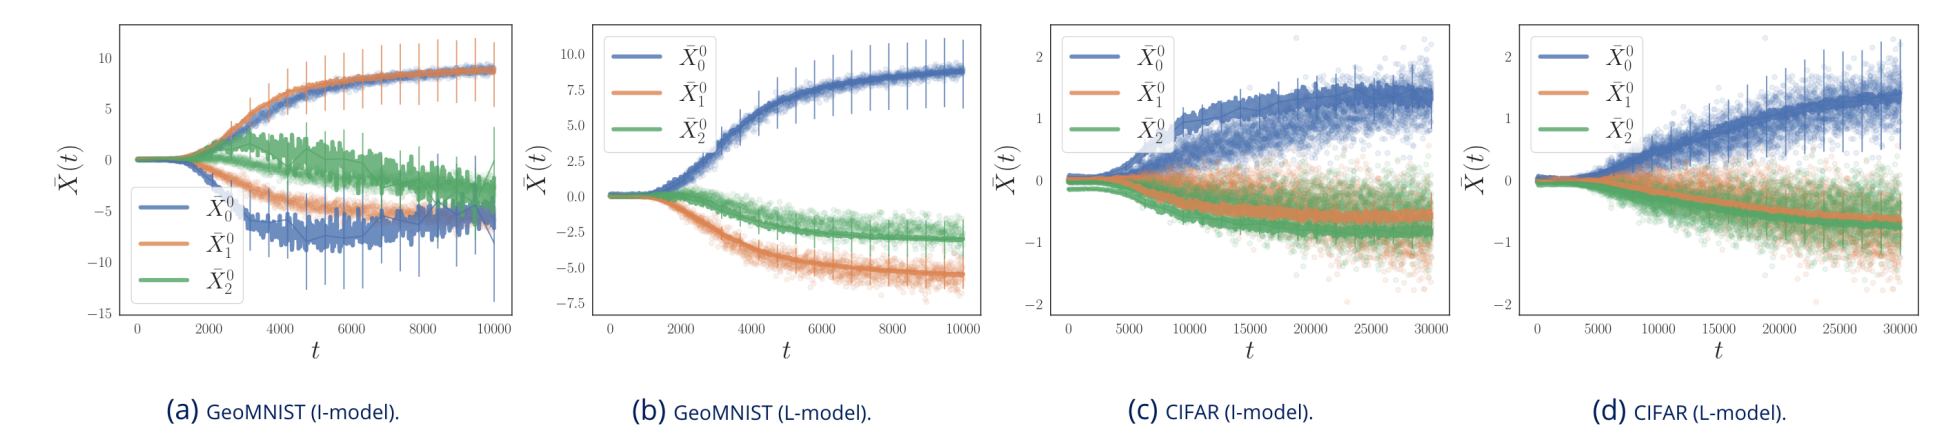 10
5
0
−5
−10
−15
X̄(t)
X̄₀⁰
X̄₁⁰
X̄₂⁰
0 2000 4000 6000 8000 10000
t
10.0
7.5
5.0
2.5
0.0
−2.5
−5.0
−7.5
X̄(t)
X̄₀⁰
X̄₁⁰
X̄₂⁰
0 2000 4000 6000 8000 10000
t
2
1
0
−1
−2
X̄(t)
X̄₀⁰
X̄₁⁰
X̄₂⁰
0 5000 10000 15000 20000 25000 30000
t
2
1
0
−1
−2
X̄(t)
X̄₀⁰
X̄₁⁰
X̄₂⁰
0 5000 10000 15000 20000 25000 30000
t
(a) GeoMNIST (I-model).
(b) GeoMNIST (L-model).
(c) CIFAR (I-model).
(d) CIFAR (L-model).